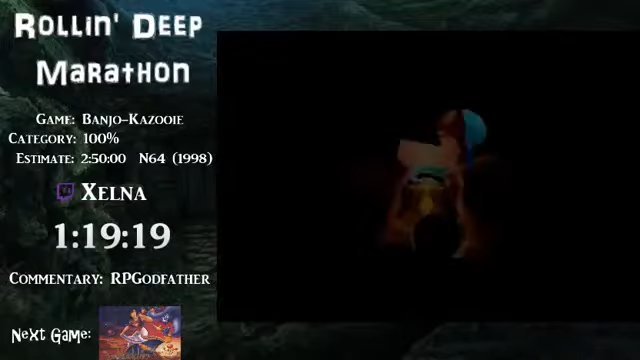 Rollin' Deep
Marathon
Game: Banjo-Kazooie
Category: 100%
Estimate: 2:50:00 N64 (1998)
Xelna
1:19:19
Commentary: RPGodfather
Next Game: